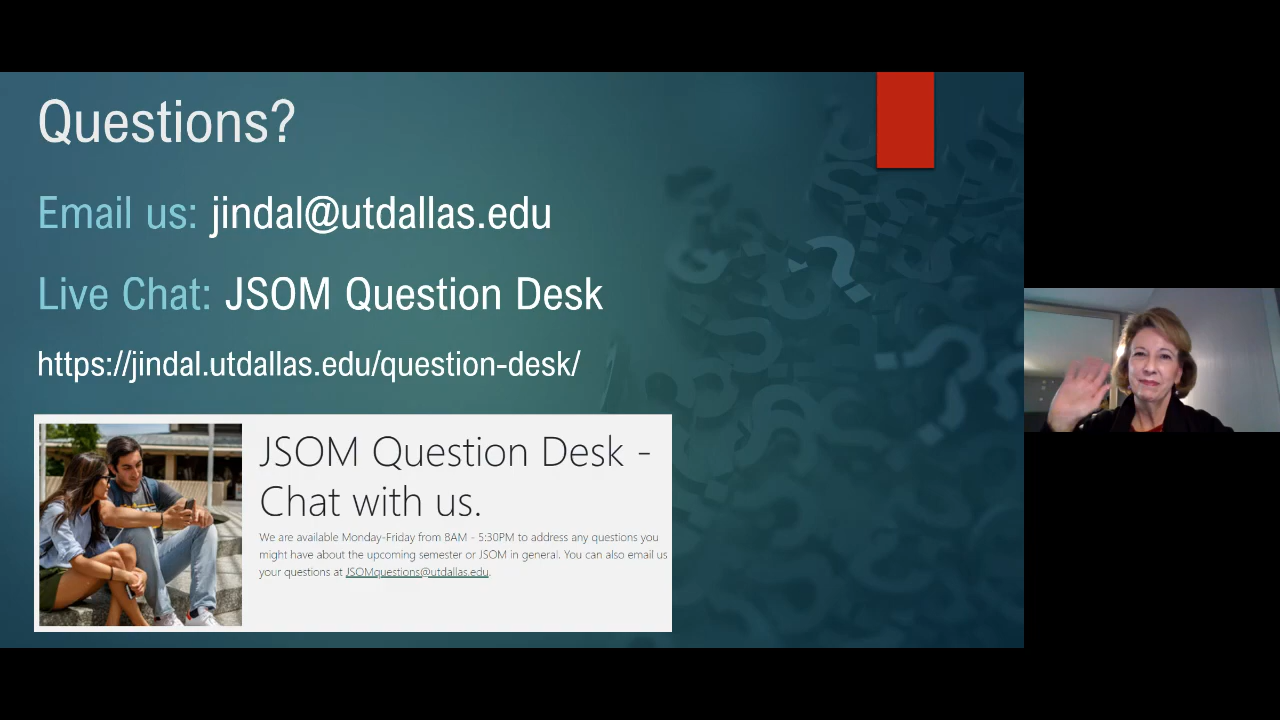 Questions?
Email us: jindal@utdallas.edu
Live Chat: JSOM Question Desk
https://jindal.utdallas.edu/question-desk/
JSOM Question Desk -
Chat with us.
We are available Monday-Friday from 8AM - 5:30PM to address any questions you
might have about the upcoming semester or JSOM in general. You can also email us
your questions at JSOMquestions@utdallas.edu.